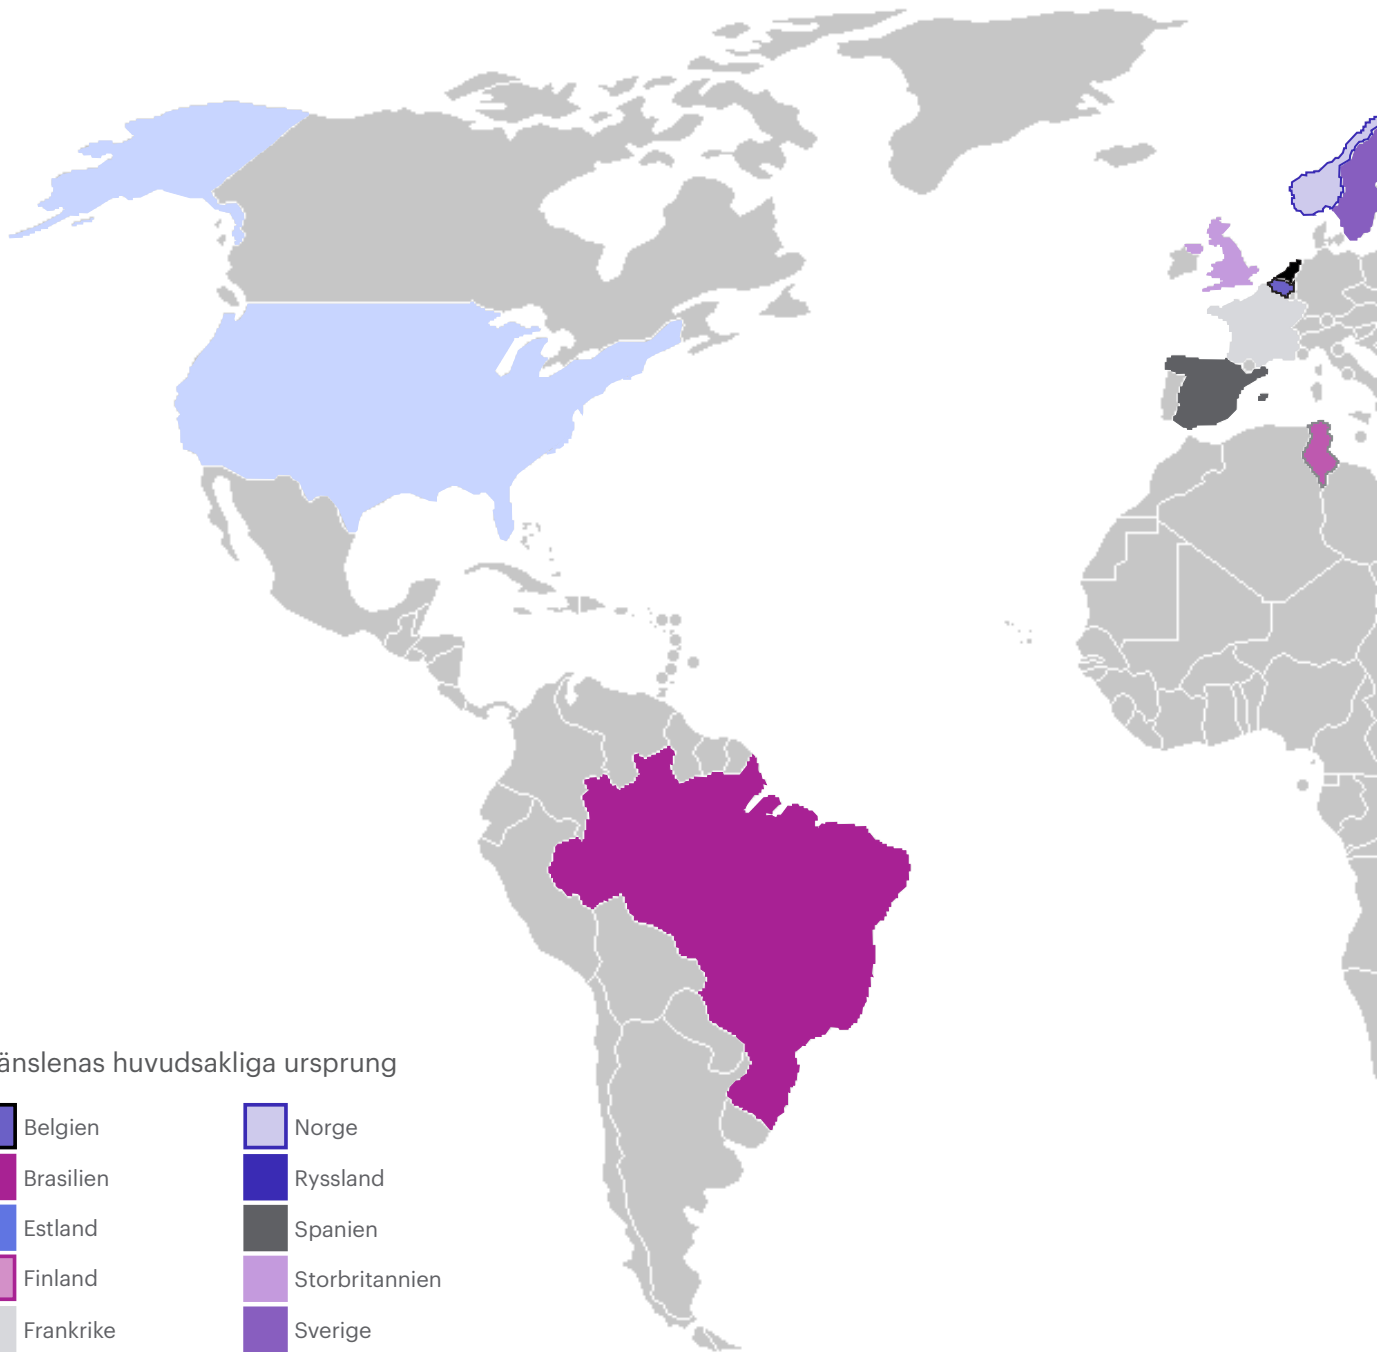 änslenas huvudsakliga ursprung
Belgien
Brasilien
Estland
Finland
Frankrike
Norge
Ryssland
Spanien
Storbritannien
Sverige